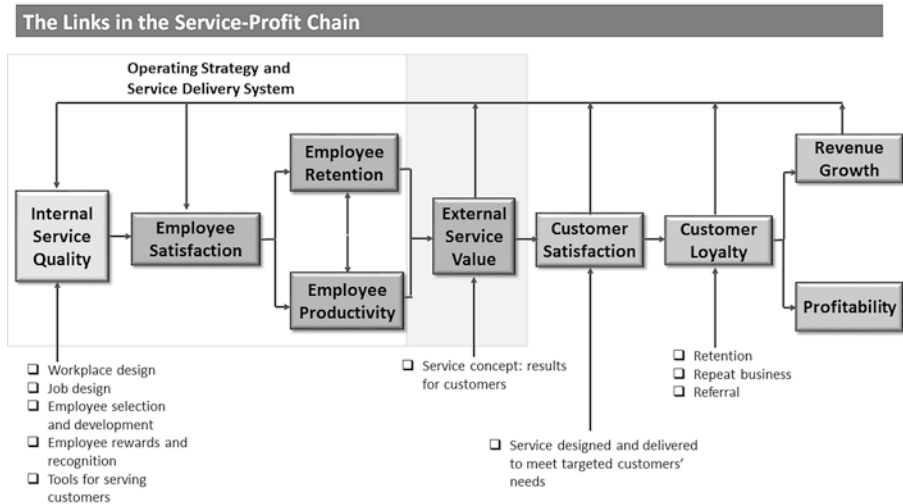 The Links in the Service-Profit Chain
Operating Strategy and
Service Delivery System
Internal
Service
Quality
Employee
Satisfaction
Employee
Retention
Employee
Productivity
External
Service
Value
Customer
Satisfaction
Customer
Loyalty
Revenue
Growth
Profitability
❑ Workplace design
❑ Job design
❑ Employee selection
and development
❑ Employee rewards and
recognition
❑ Tools for serving
customers
❑ Service concept: results
for customers
❑ Service designed and delivered
to meet targeted customers’
needs
❑ Retention
❑ Repeat business
❑ Referral